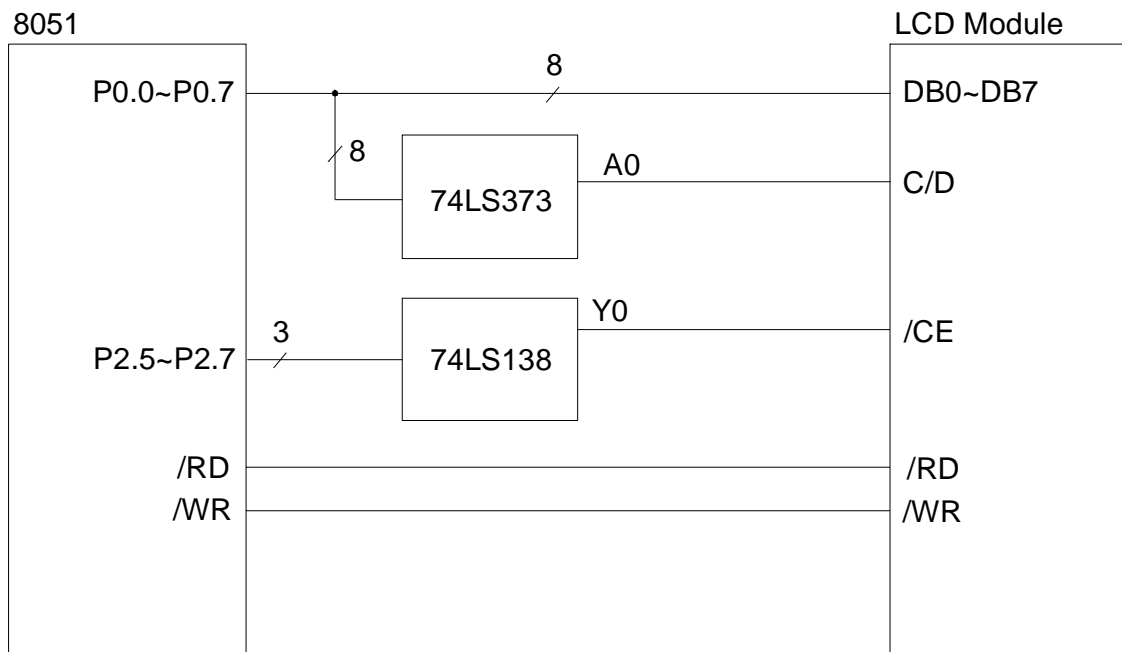 8051
LCD Module
P0.0~P0.7
8
DB0~DB7
8
74LS373
A0
C/D
P2.5~P2.7
3
74LS138
Y0
/CE
/RD
/RD
/WR
/WR